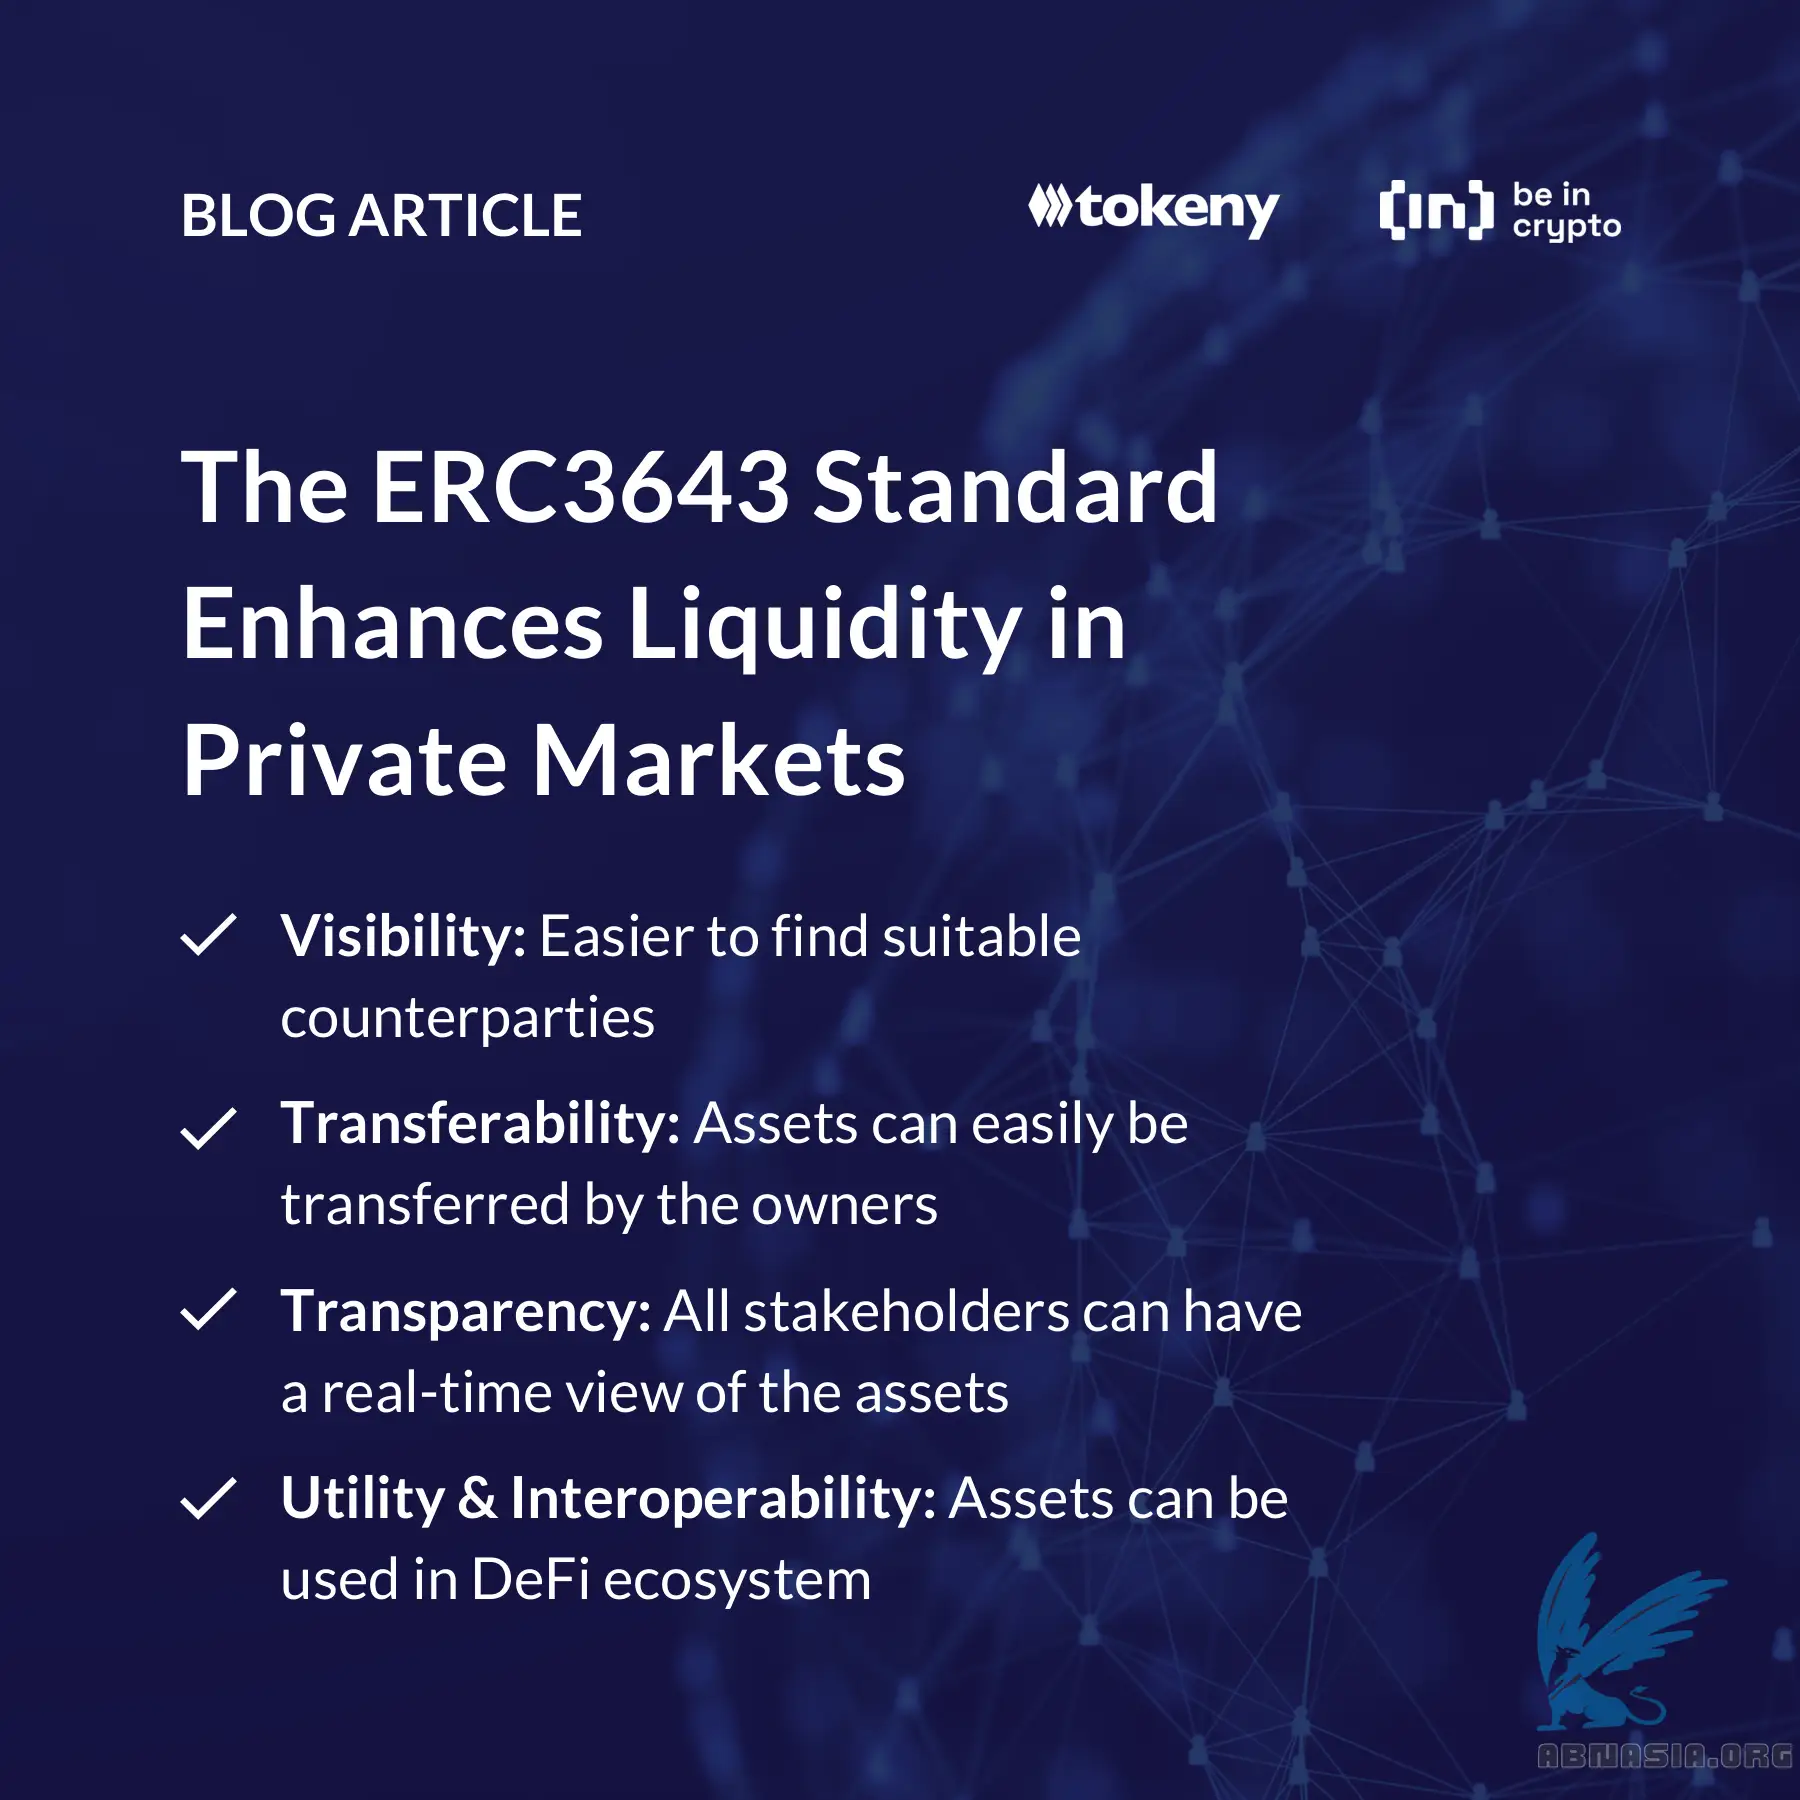 BLOG ARTICLE
tokeny
[in] be in
crypto
The ERC3643 Standard
Enhances Liquidity in
Private Markets
Visibility: Easier to find suitable
counterparties
Transferability: Assets can easily be
transferred by the owners
Transparency: All stakeholders can have
a real-time view of the assets
Utility & Interoperability: Assets can be
used in DeFi ecosystem
ABNASIA.ORG